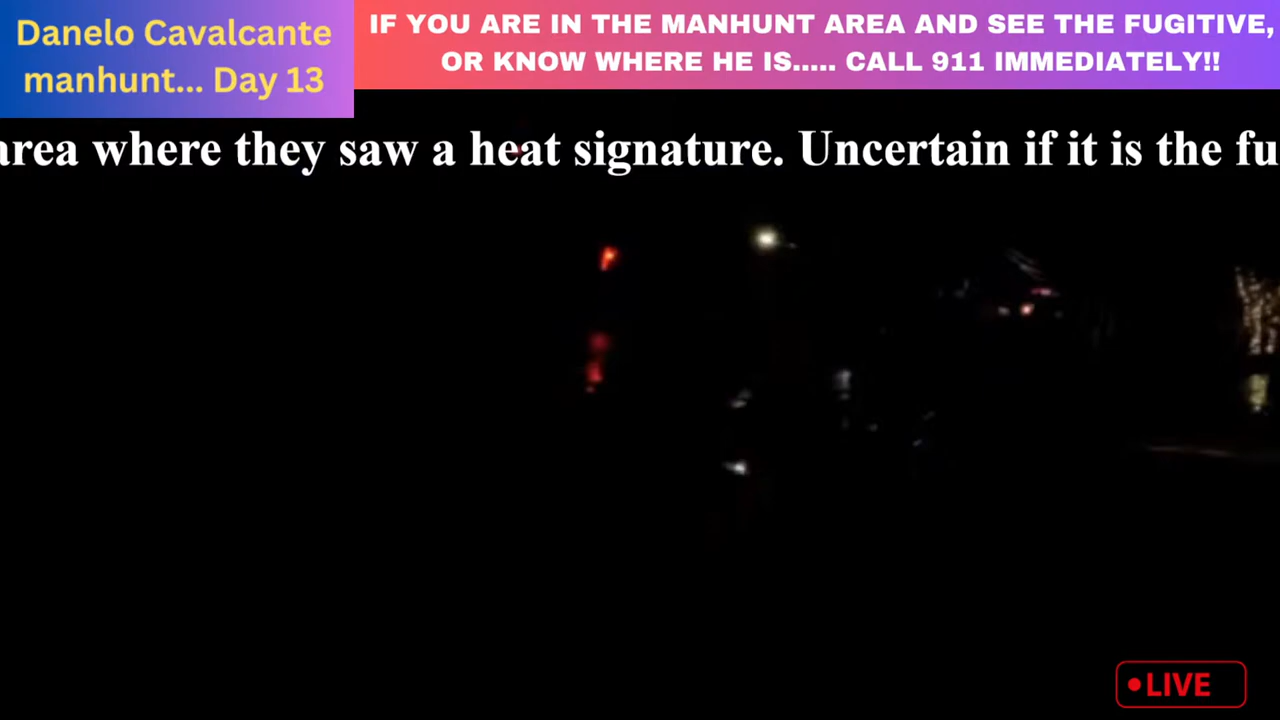 Danelo Cavalcante
manhunt... Day 13
IF YOU ARE IN THE MANHUNT AREA AND SEE THE FUGITIVE,
OR KNOW WHERE HE IS..... CALL 911 IMMEDIATELY!!
area where they saw a heat signature. Uncertain if it is the fu
LIVE